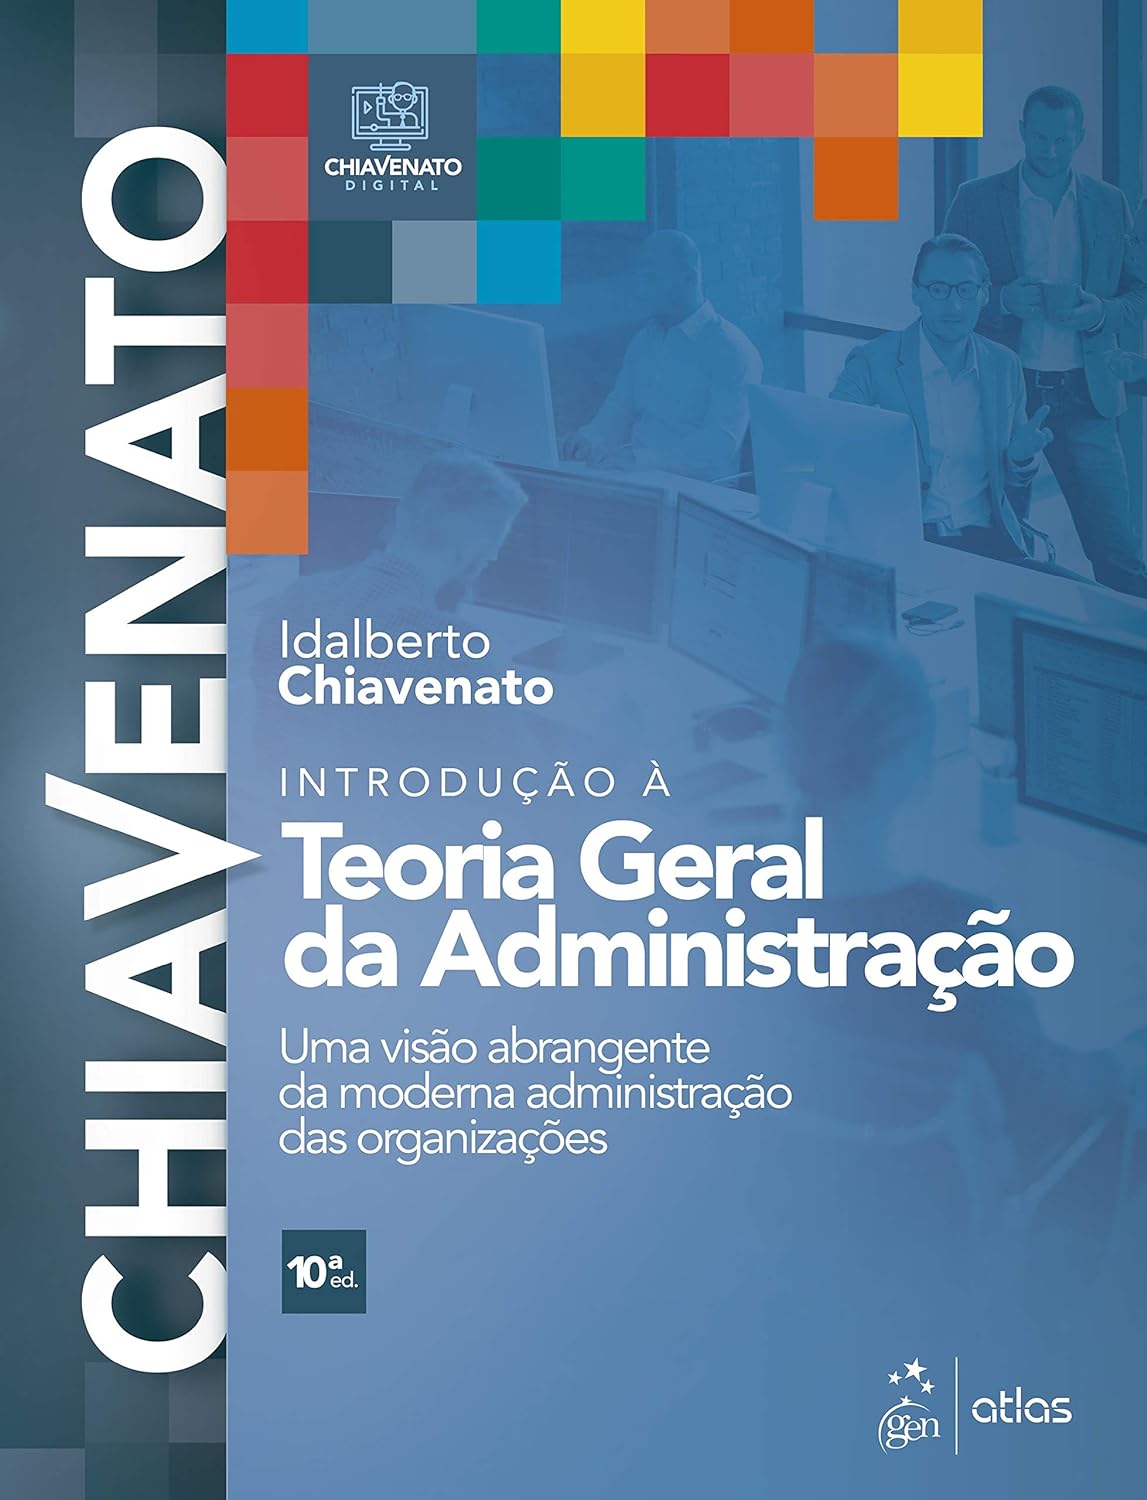 CHIAVENATO
CHIAVENATO
DIGITAL
Idalberto
Chiavenato
INTRODUÇÃO À
Teoria Geral
da Administração
Uma visão abrangente
da moderna administração
das organizações
10ª ed.
gen
atlas